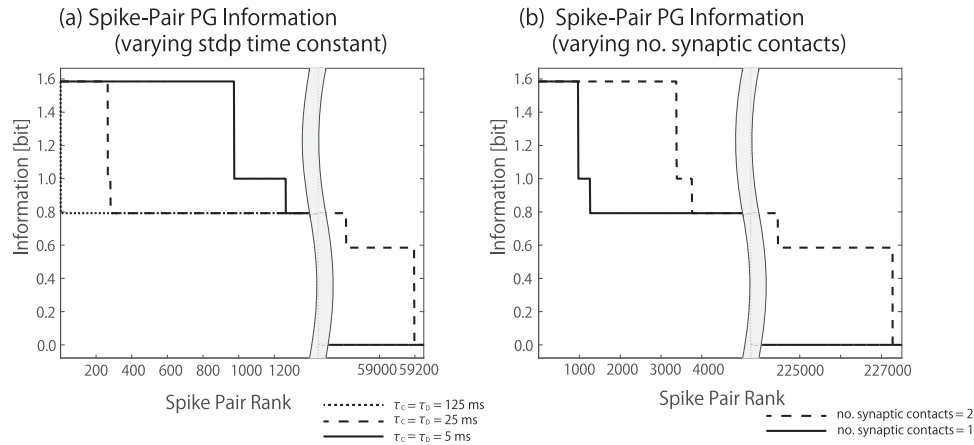 (a) Spike-Pair PG Information
(varying stdp time constant)
Information [bit]
1.6
1.4
1.2
1.0
0.8
0.6
0.4
0.2
0.0
200 400 600 800 1000 1200 59000 59200
Spike Pair Rank
τC = τD = 125 ms
τC = τD = 25 ms
τC = τD = 5 ms
(b) Spike-Pair PG Information
(varying no. synaptic contacts)
Information [bit]
1.6
1.4
1.2
1.0
0.8
0.6
0.4
0.2
0.0
1000 2000 3000 4000 225000 227000
Spike Pair Rank
no. synaptic contacts = 2
no. synaptic contacts = 1